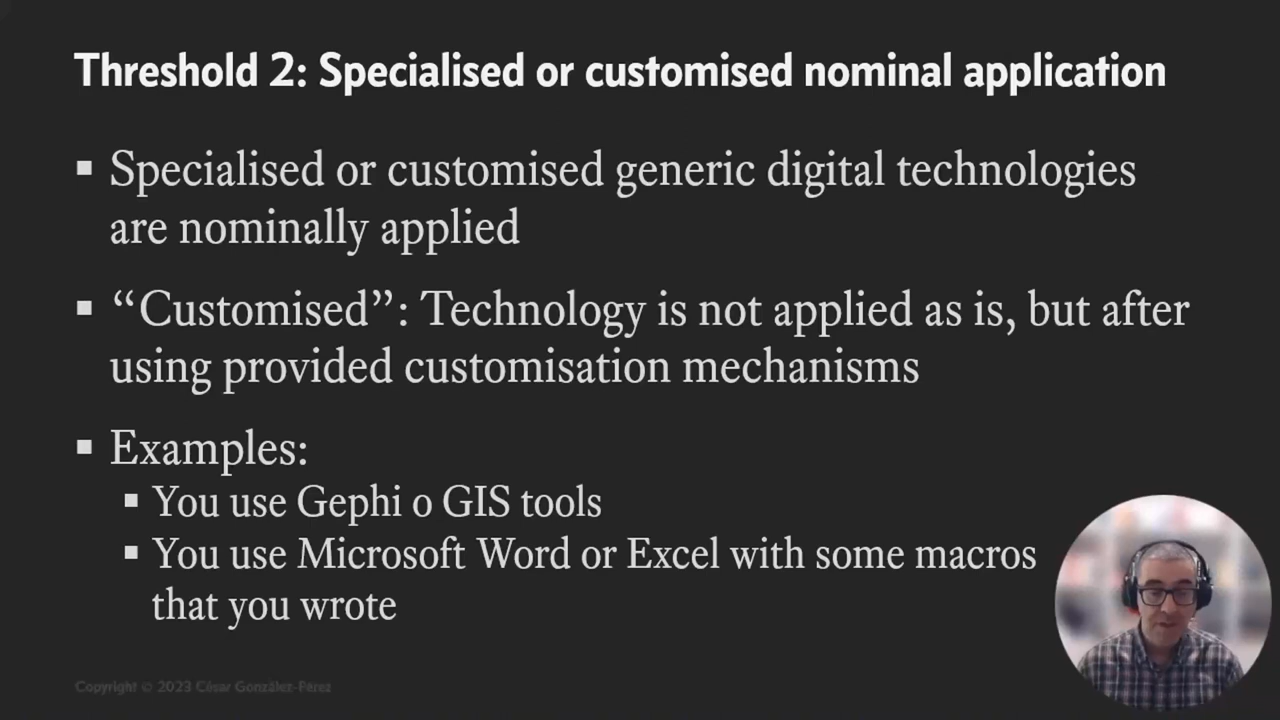 Threshold 2: Specialised or customised nominal application
▪ Specialised or customised generic digital technologies
are nominally applied
▪ “Customised”: Technology is not applied as is, but after
using provided customisation mechanisms
▪ Examples:
▪ You use Gephi o GIS tools
▪ You use Microsoft Word or Excel with some macros
that you wrote
Copyright © 2023 César González-Pérez